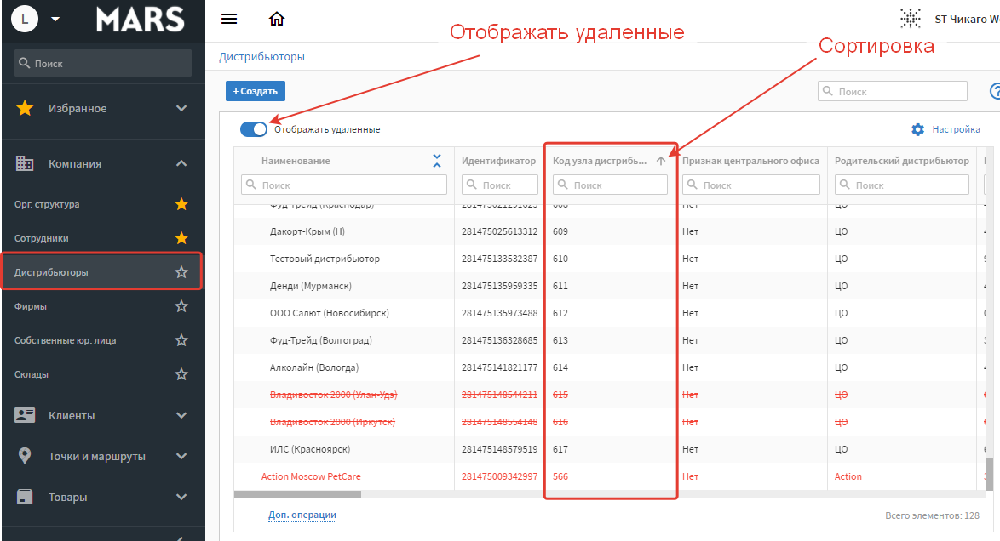 L
MARS
ST Чикаго
Отображать удаленные
Сортировка
Поиск
Дистрибьюторы
+ Создать
Поиск
Избранное
Отображать удаленные
Настройка
Компания
Наименование Идентификатор Код узла дистрибь... Признак центрального офиса Родительский дистрибьютор
Поиск Поиск Поиск Поиск Поиск
Орг. структура
Сотрудники
Дистрибьюторы
Фирмы
Собственные юр. лица
Склады
Клиенты
Точки и маршруты
Товары
Фуд-Трейд (Краснодар) 281475021291625 608 Нет ЦО
Дакорт-Крым (Н) 281475025613312 609 Нет ЦО
Тестовый дистрибьютор 281475133532387 610 Нет ЦО
Денди (Мурманск) 281475135959335 611 Нет ЦО
ООО Салют (Новосибирск) 281475135973488 612 Нет ЦО
Фуд-Трейд (Волгоград) 281475136328685 613 Нет ЦО
Алколайн (Вологда) 281475141821177 614 Нет ЦО
Владивосток 2000 (Улан-Удэ) 281475148544211 615 Нет ЦО
Владивосток 2000 (Иркутск) 281475148554148 616 Нет ЦО
ИЛС (Красноярск) 281475148579519 617 Нет ЦО
Action Moscow PetCare 281475009342997 566 Нет Action
Доп. операции
Всего элементов: 128